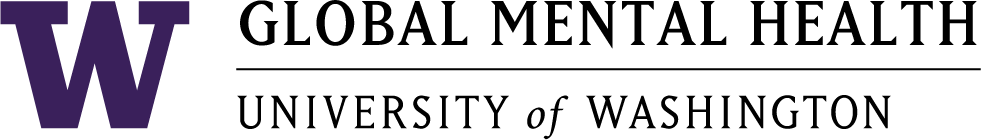 W
GLOBAL MENTAL HEALTH
UNIVERSITY of WASHINGTON